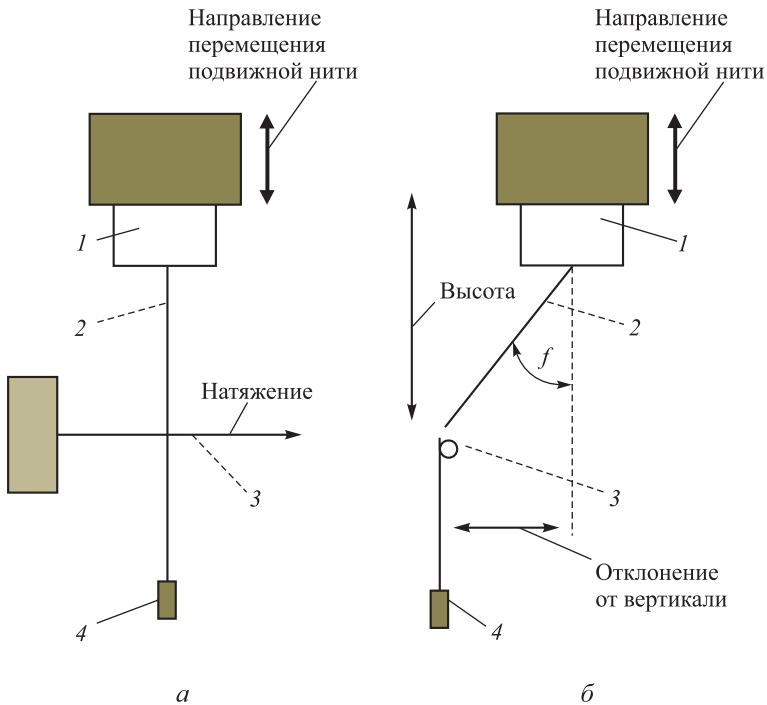 Направление
перемещения
подвижной нити
1
2
Натяжение
3
4
а
Направление
перемещения
подвижной нити
1
Высота
2
f
3
Отклонение
от вертикали
4
б